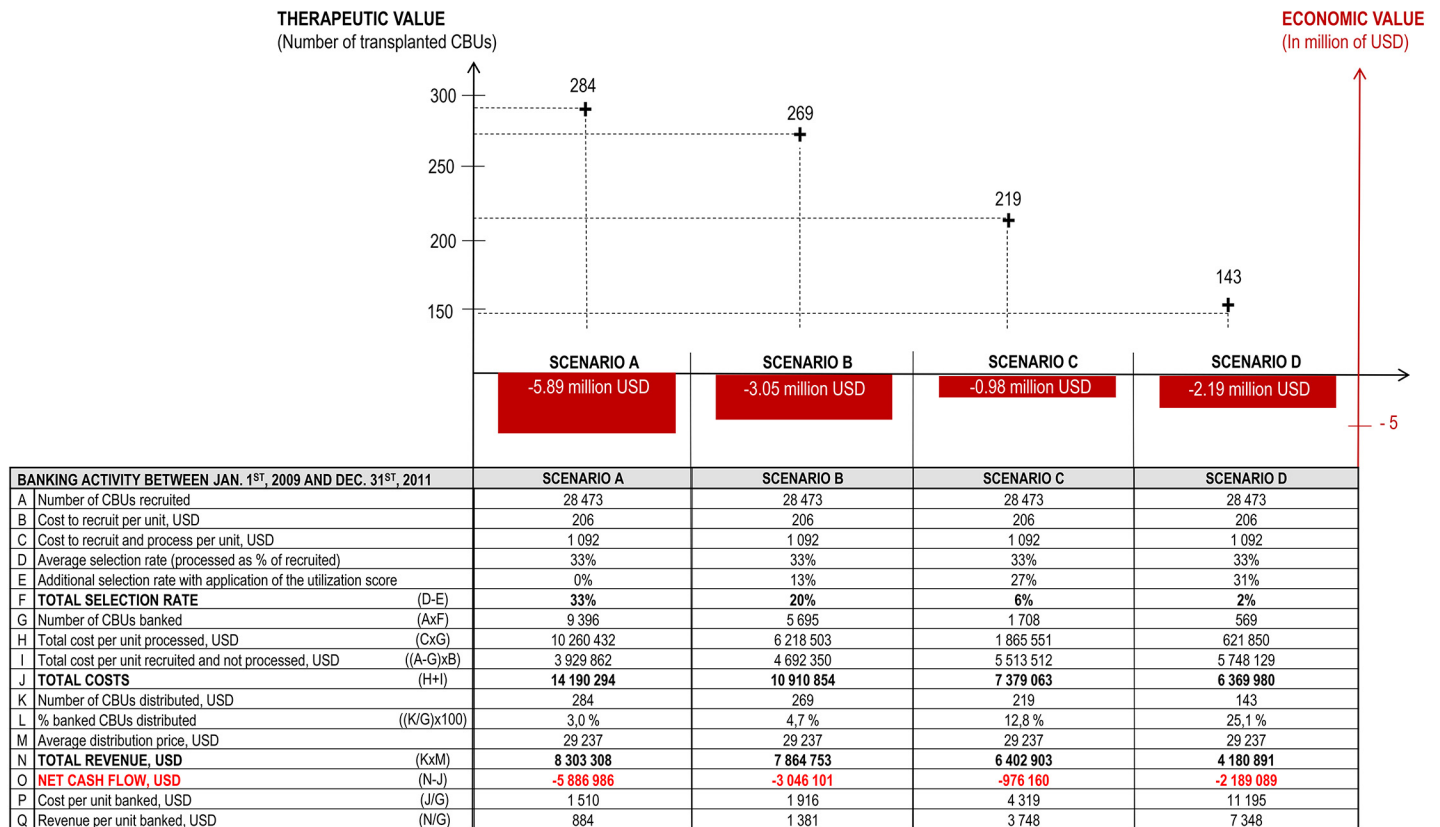 THERAPEUTIC VALUE
(Number of transplanted CBUs)
ECONOMIC VALUE
(In million of USD)
300
250
200
150
284
269
219
143
SCENARIO A SCENARIO B SCENARIO C SCENARIO D
-5.89 million USD -3.05 million USD -0.98 million USD -2.19 million USD
- 5
BANKING ACTIVITY BETWEEN JAN. 1ST, 2009 AND DEC. 31ST, 2011 SCENARIO A SCENARIO B SCENARIO C SCENARIO D
A Number of CBUs recruited 28 473 28 473 28 473 28 473
B Cost to recruit per unit, USD 206 206 206 206
C Cost to recruit and process per unit, USD 1 092 1 092 1 092 1 092
D Average selection rate (processed as % of recruited) 33% 33% 33% 33%
E Additional selection rate with application of the utilization score 0% 13% 27% 31%
F TOTAL SELECTION RATE (D-E) 33% 20% 6% 2%
G Number of CBUs banked (AxF) 9 396 5 695 1 708 569
H Total cost per unit processed, USD (CxG) 10 260 432 6 218 503 1 865 551 621 850
I Total cost per unit recruited and not processed, USD ((A-G)xB) 3 929 862 4 692 350 5 513 512 5 748 129
J TOTAL COSTS (H+I) 14 190 294 10 910 854 7 379 063 6 369 980
K Number of CBUs distributed, USD 284 269 219 143
L % banked CBUs distributed ((K/G)x100) 3,0 % 4,7 % 12,8 % 25,1 %
M Average distribution price, USD 29 237 29 237 29 237 29 237
N TOTAL REVENUE, USD (KxM) 8 303 308 7 864 753 6 402 903 4 180 891
O NET CASH FLOW, USD (N-J) -5 886 986 -3 046 101 -976 160 -2 189 089
P Cost per unit banked, USD (J/G) 1 510 1 916 4 319 11 195
Q Revenue per unit banked, USD (N/G) 884 1 381 3 748 7 348